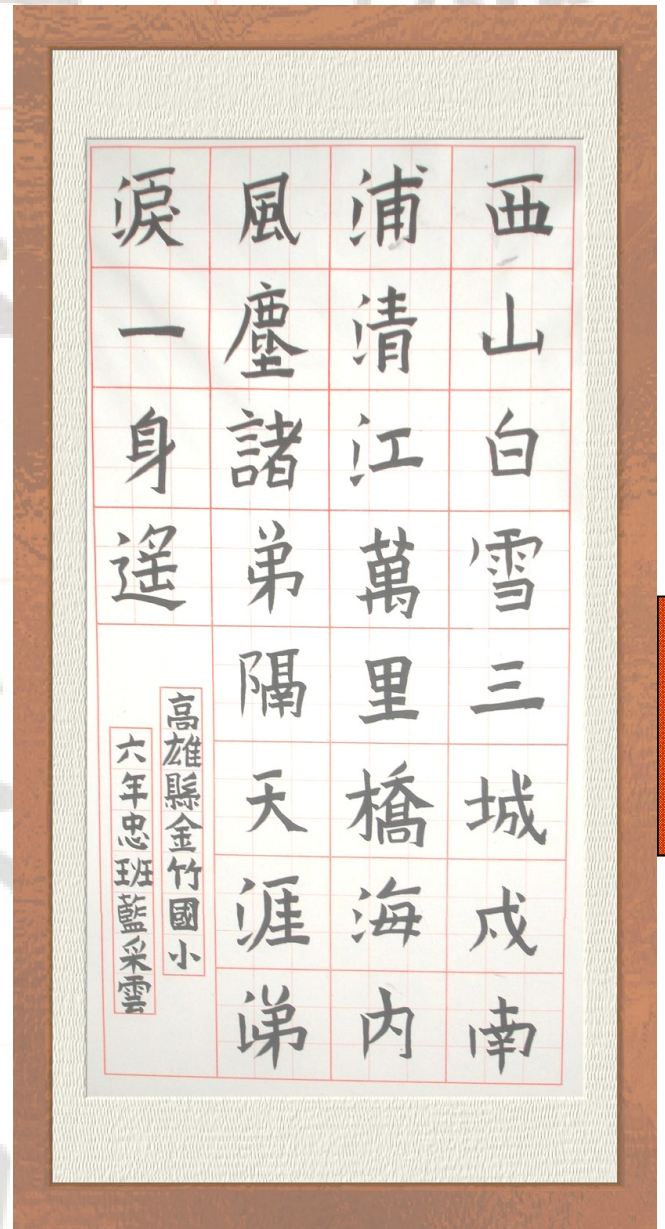 西山白雪三城戍南
浦清江萬里橋海內
風塵諸弟隔天涯涕
淚一身遙
高雄縣金竹國小
六年忠班藍采雲